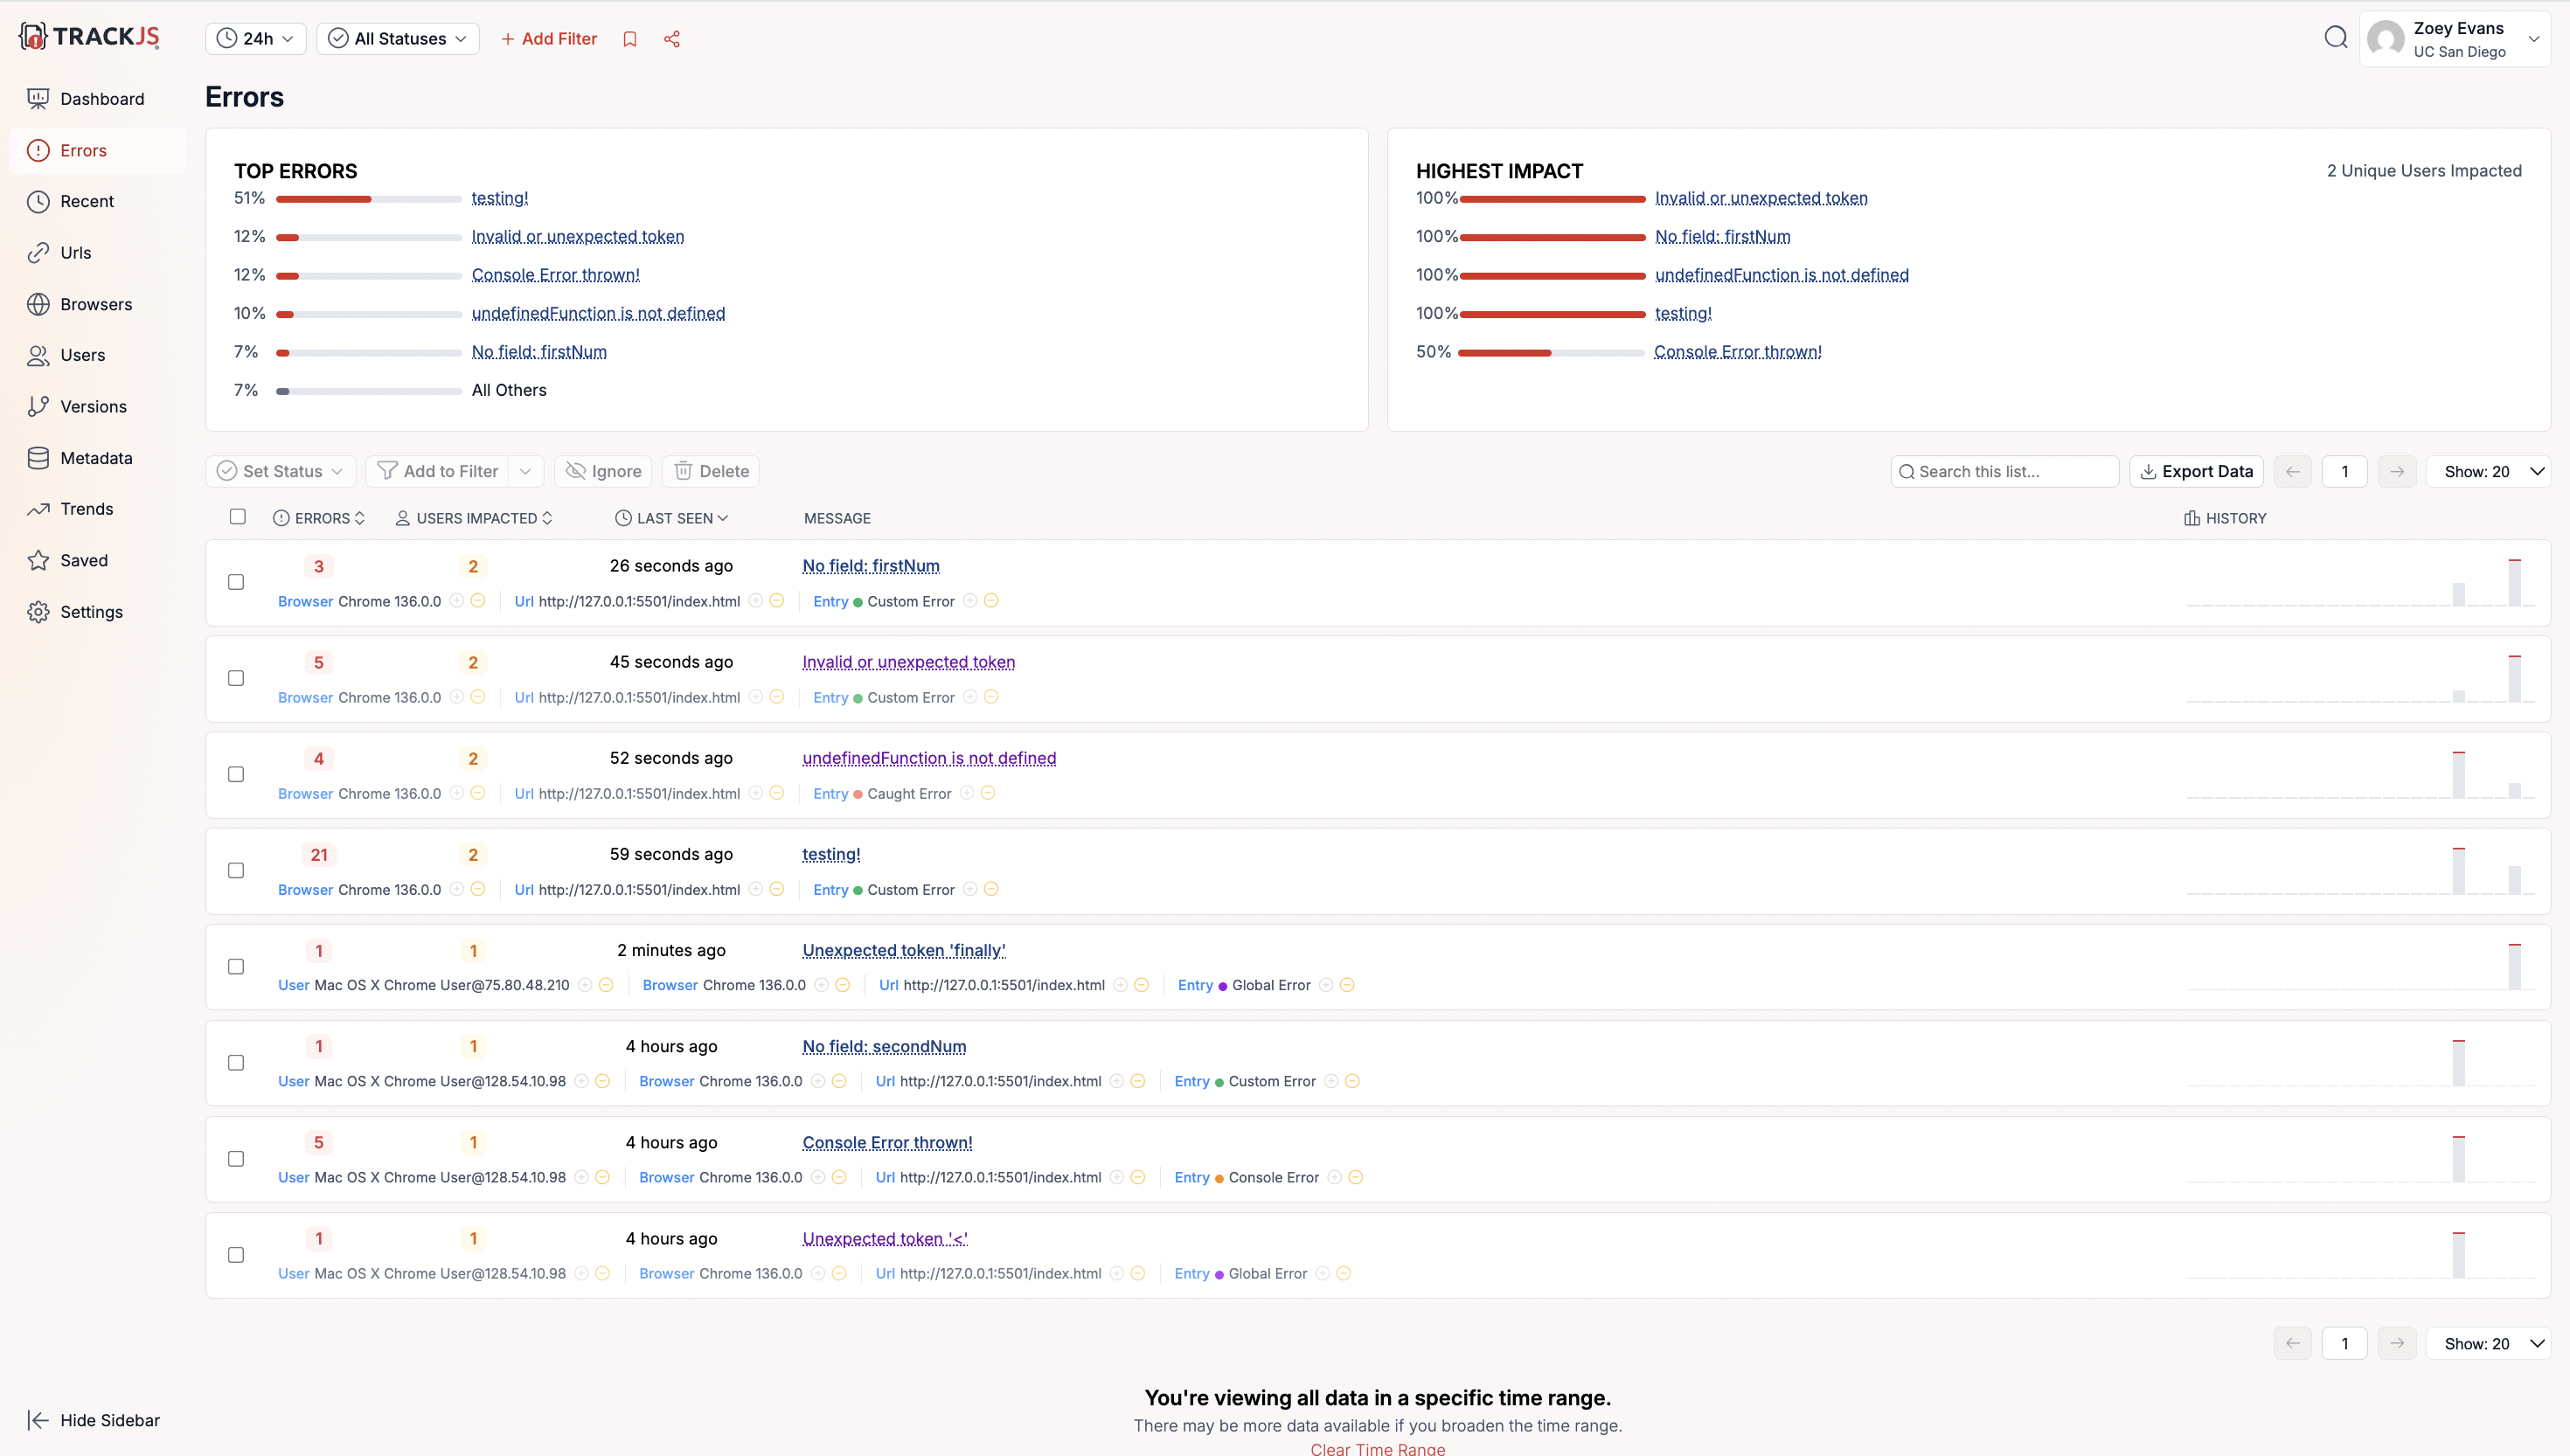 TRACKJS
24h
All Statuses
+ Add Filter
Zoey Evans
UC San Diego
Dashboard
Errors
Recent
Urls
Browsers
Users
Versions
Metadata
Trends
Saved
Settings
Hide Sidebar
Errors
TOP ERRORS
51% testing!
12% Invalid or unexpected token
12% Console Error thrown!
10% undefinedFunction is not defined
7% No field: firstNum
7% All Others
HIGHEST IMPACT
2 Unique Users Impacted
100% Invalid or unexpected token
100% No field: firstNum
100% undefinedFunction is not defined
100% testing!
50% Console Error thrown!
Set Status Add to Filter Ignore Delete Search this list... Export Data 1 Show: 20
ERRORS USERS IMPACTED LAST SEEN MESSAGE HISTORY
3 2 26 seconds ago No field: firstNum
Browser Chrome 136.0.0 Url http://127.0.0.1:5501/index.html Entry Custom Error
5 2 45 seconds ago Invalid or unexpected token
Browser Chrome 136.0.0 Url http://127.0.0.1:5501/index.html Entry Custom Error
4 2 52 seconds ago undefinedFunction is not defined
Browser Chrome 136.0.0 Url http://127.0.0.1:5501/index.html Entry Caught Error
21 2 59 seconds ago testing!
Browser Chrome 136.0.0 Url http://127.0.0.1:5501/index.html Entry Custom Error
1 1 2 minutes ago Unexpected token 'finally'
User Mac OS X Chrome User@75.80.48.210 Browser Chrome 136.0.0 Url http://127.0.0.1:5501/index.html Entry Global Error
1 1 4 hours ago No field: secondNum
User Mac OS X Chrome User@128.54.10.98 Browser Chrome 136.0.0 Url http://127.0.0.1:5501/index.html Entry Custom Error
5 1 4 hours ago Console Error thrown!
User Mac OS X Chrome User@128.54.10.98 Browser Chrome 136.0.0 Url http://127.0.0.1:5501/index.html Entry Console Error
1 1 4 hours ago Unexpected token '<'
User Mac OS X Chrome User@128.54.10.98 Browser Chrome 136.0.0 Url http://127.0.0.1:5501/index.html Entry Global Error
1 Show: 20
You're viewing all data in a specific time range.
There may be more data available if you broaden the time range.
Clear Time Range